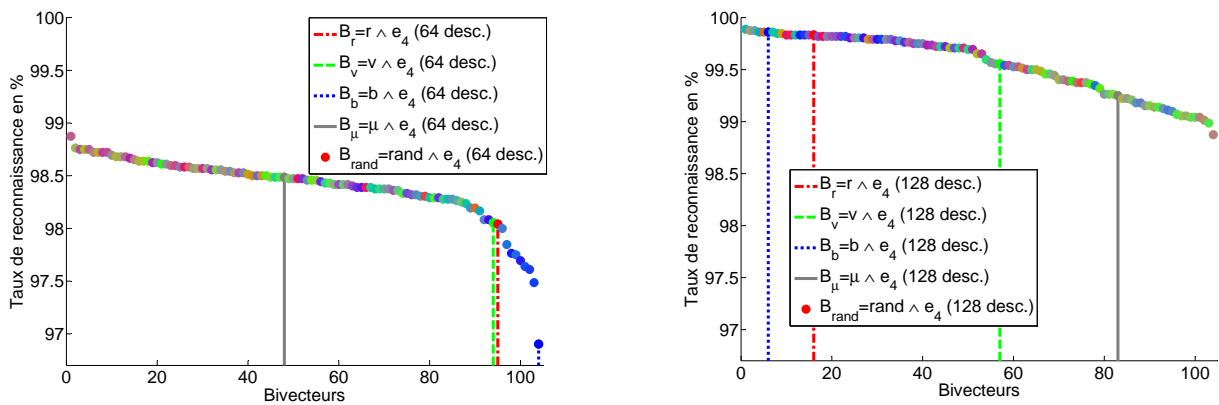 100
99.5
99
98.5
98
97.5
97
0
20
40
60
80
100
Taux de reconnaissance en %
Bivecteurs
B_r=r ∧ e_4 (64 desc.)
B_v=v ∧ e_4 (64 desc.)
B_b=b ∧ e_4 (64 desc.)
B_μ=μ ∧ e_4 (64 desc.)
B_rand=rand ∧ e_4 (64 desc.)
100
99.5
99
98.5
98
97.5
97
0
20
40
60
80
100
Taux de reconnaissance en %
Bivecteurs
B_r=r ∧ e_4 (128 desc.)
B_v=v ∧ e_4 (128 desc.)
B_b=b ∧ e_4 (128 desc.)
B_μ=μ ∧ e_4 (128 desc.)
B_rand=rand ∧ e_4 (128 desc.)